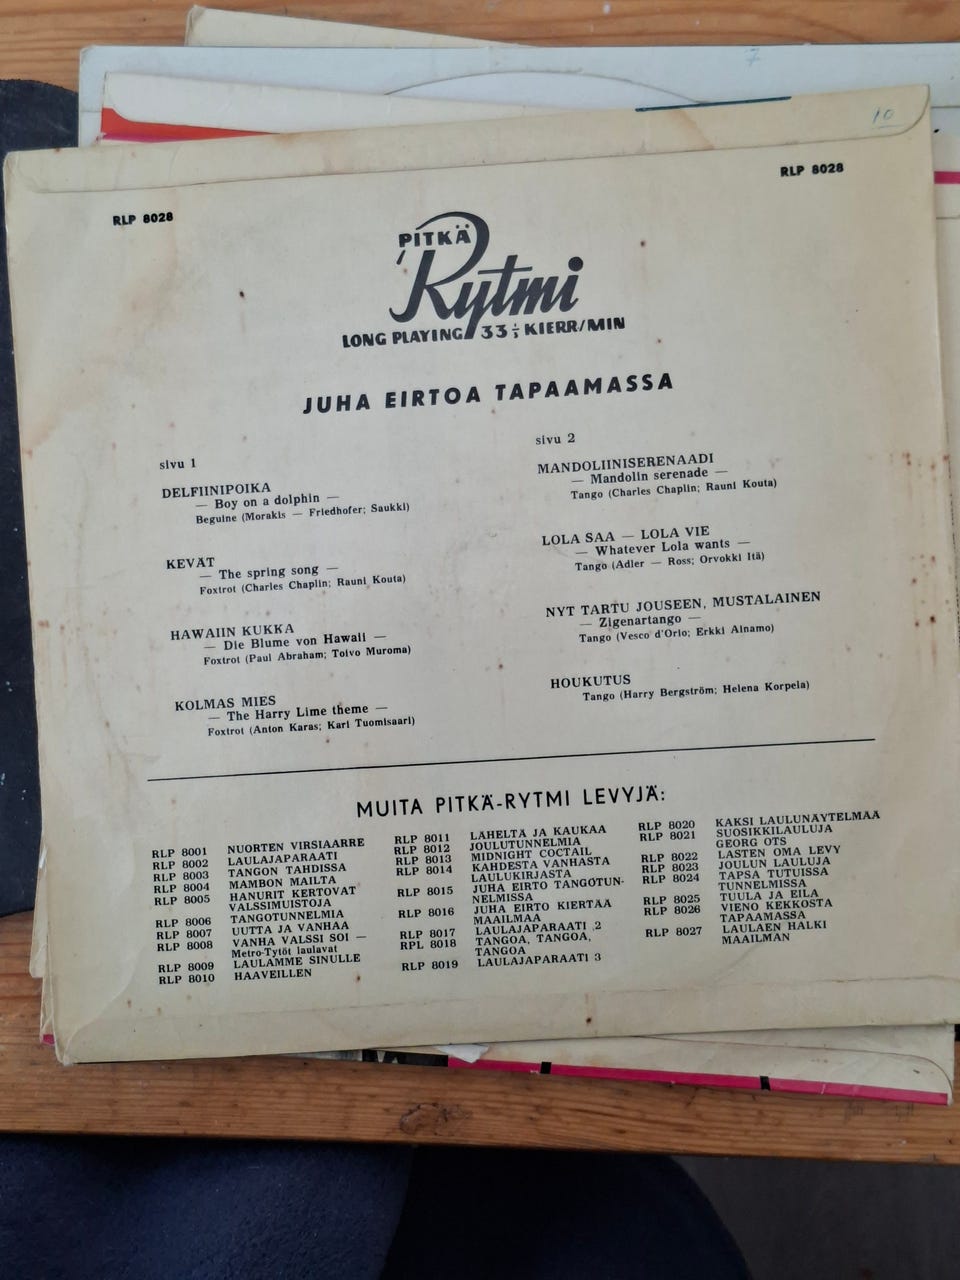 7
10
RLP 8028
RLP 8028
PITKÄ
Rytmi
LONG PLAYING 33⅓ KIERR/MIN
JUHA EIRTOA TAPAAMASSA
sivu 1
DELFIINIPOIKA
— Boy on a dolphin —
Beguine (Morakis — Friedhofer; Saukki)
KEVÄT
— The spring song —
Foxtrot (Charles Chaplin; Rauni Kouta)
HAWAIIN KUKKA
— Die Blume von Hawaii —
Foxtrot (Paul Abraham; Toivo Muroma)
KOLMAS MIES
— The Harry Lime theme —
Foxtrot (Anton Karas; Kari Tuomisaari)
sivu 2
MANDOLIINISERENAADI
— Mandolin serenade —
Tango (Charles Chaplin; Rauni Kouta)
LOLA SAA — LOLA VIE
— Whatever Lola wants —
Tango (Adler — Ross; Orvokki Itä)
NYT TARTU JOUSEEN, MUSTALAINEN
— Zigenartango —
Tango (Vesco d'Orio; Erkki Ainamo)
HOUKUTUS
Tango (Harry Bergström; Helena Korpela)
MUITA PITKÄ-RYTMI LEVYJÄ:
RLP 8001 NUORTEN VIRSIAARRE
RLP 8002 LAULAJAPARAATI
RLP 8003 TANGON TAHDISSA
RLP 8004 MAMBON MAILTA
RLP 8005 HANURIT KERTOVAT
VALSSIMUISTOJA
RLP 8006 TANGOTUNNELMIA
RLP 8007 UUTTA JA VANHAA
RLP 8008 VANHA VALSSI SOI —
Metro-Tytöt laulavat
RLP 8009 LAULAMME SINULLE
RLP 8010 HAAVEILLEN
RLP 8011 LÄHELTÄ JA KAUKAA
RLP 8012 JOULUTUNNELMIA
RLP 8013 MIDNIGHT COCTAIL
RLP 8014 KAHDESTA VANHASTA
LAULUKIRJASTA
RLP 8015 JUHA EIRTO TANGOTUN-
NELMISSA
RLP 8016 JUHA EIRTO KIERTÄÄ
MAAILMAA
RLP 8017 LAULAJAPARAATI 2
RPL 8018 TANGOA, TANGOA,
TANGOA
RLP 8019 LAULAJAPARAATI 3
RLP 8020 KAKSI LAULUNÄYTELMÄÄ
RLP 8021 SUOSIKKILAULUJA
GEORG OTS
RLP 8022 LASTEN OMA LEVY
RLP 8023 JOULUN LAULUJA
RLP 8024 TAPSA TUTUISSA
TUNNELMISSA
RLP 8025 TUULA JA EILA
RLP 8026 VIENO KEKKOSTA
TAPAAMASSA
RLP 8027 LAULAEN HALKI
MAAILMAN